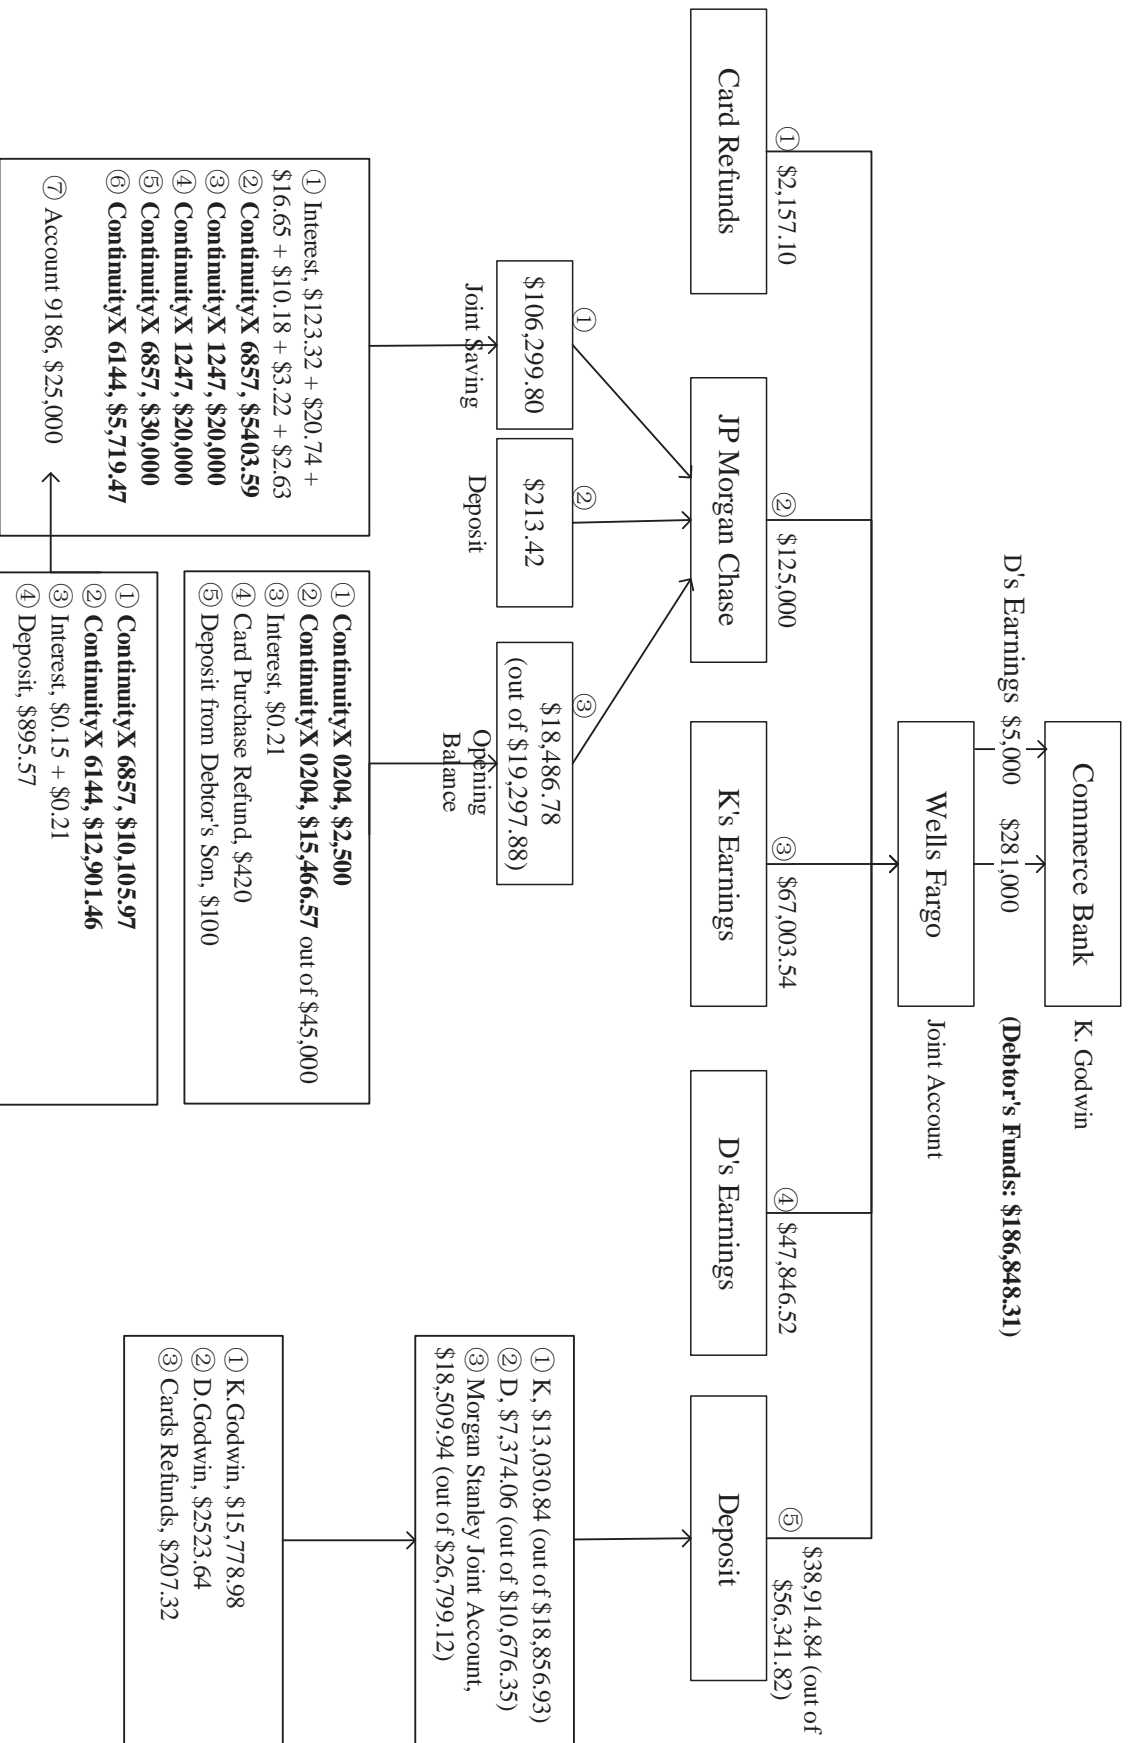 Commerce Bank
K. Godwin
D's Earnings $5,000
$281,000
(Debtor's Funds: $186,848.31)
Wells Fargo
Joint Account
① $2,157.10
Card Refunds
② $125,000
JP Morgan Chase
③ $67,003.54
K's Earnings
④ $47,846.52
D's Earnings
⑤
$38,914.84 (out of
$56,341.82)
Deposit
①
$106,299.80
Joint Saving
②
$213.42
Deposit
③
$18,486.78
(out of $19,297.88)
Opening
Balance
① K, $13,030.84 (out of $18,856.93)
② D, $7,374.06 (out of $10,676.35)
③ Morgan Stanley Joint Account,
$18,509.94 (out of $26,799.12)
① Interest, $123.32 + $20.74 +
$16.65 + $10.18 + $3.22 + $2.63
② ContinuityX 6857, $5403.59
③ ContinuityX 1247, $20,000
④ ContinuityX 1247, $20,000
⑤ ContinuityX 6857, $30,000
⑥ ContinuityX 6144, $5,719.47
⑦ Account 9186, $25,000
① ContinuityX 0204, $2,500
② ContinuityX 0204, $15,466.57 out of $45,000
③ Interest, $0.21
④ Card Purchase Refund, $420
⑤ Deposit from Debtor's Son, $100
① ContinuityX 6857, $10,105.97
② ContinuityX 6144, $12,901.46
③ Interest, $0.15 + $0.21
④ Deposit, $895.57
① K.Godwin, $15,778.98
② D.Godwin, $2523.64
③ Cards Refunds, $207.32